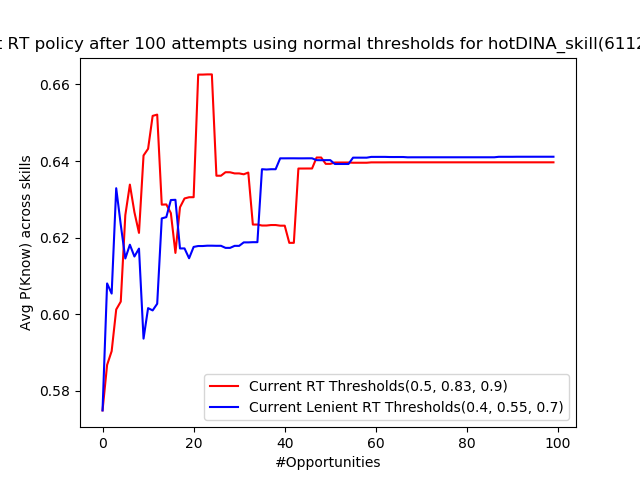 RT policy after 100 attempts using normal thresholds for hotDINA_skill(6112
0.66
0.64
0.62
0.60
0.58
Avg P(Know) across skills
Current RT Thresholds(0.5, 0.83, 0.9)
Current Lenient RT Thresholds(0.4, 0.55, 0.7)
0
20
40
60
80
100
#Opportunities